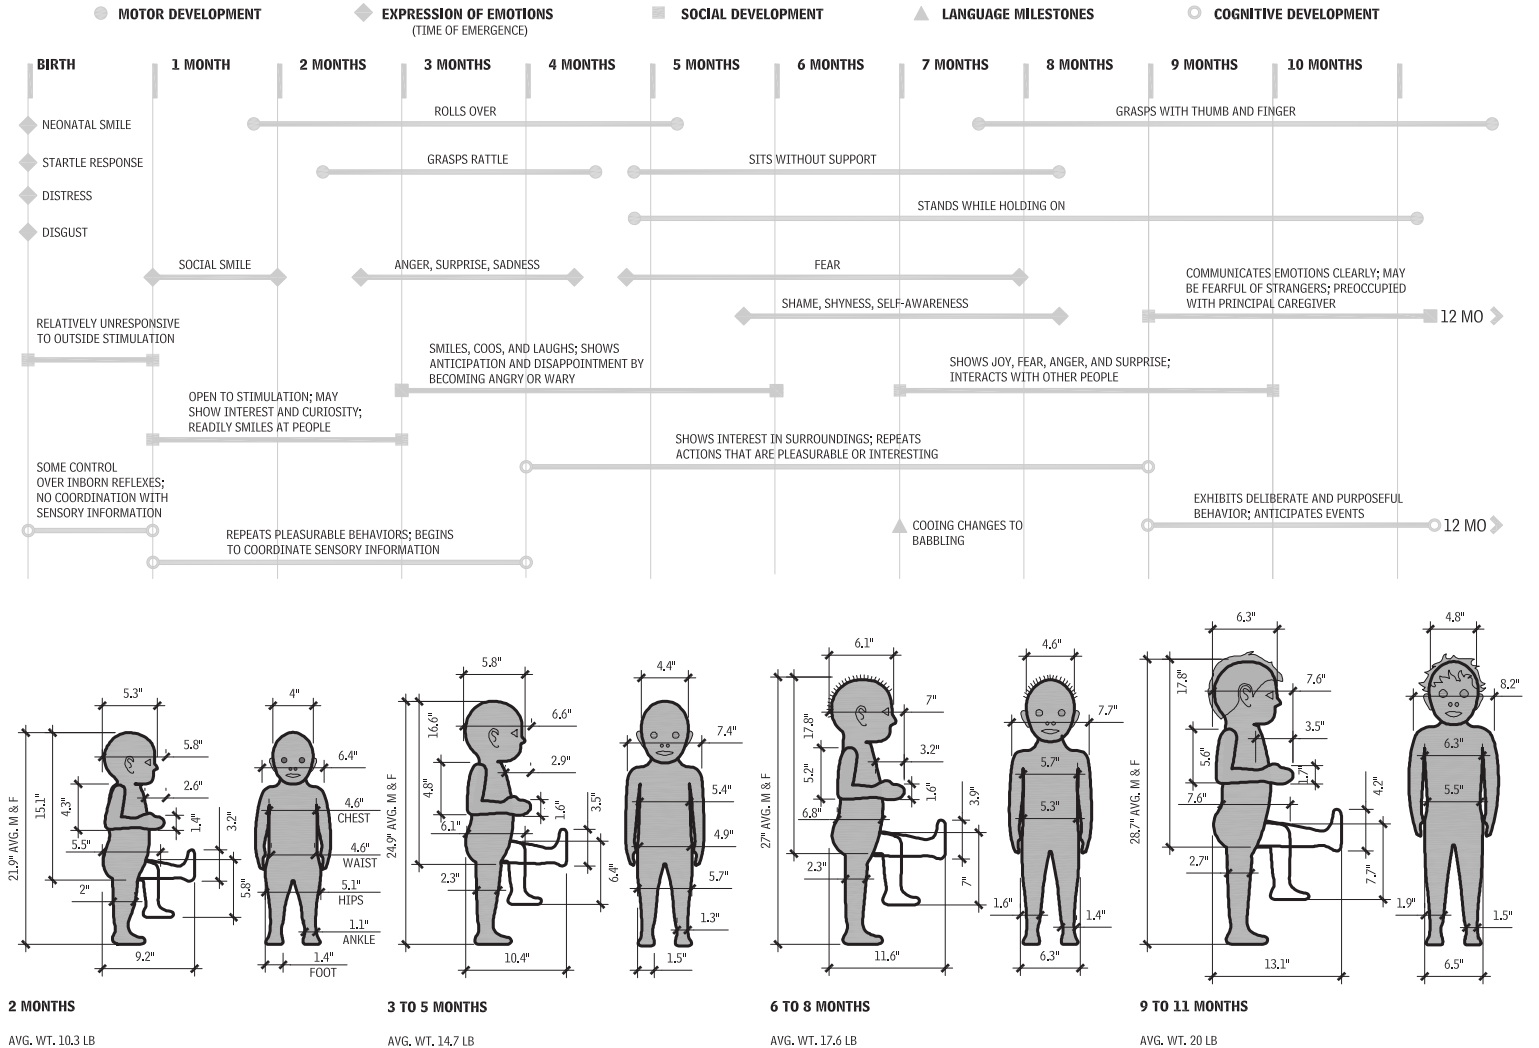 MOTOR DEVELOPMENT
EXPRESSION OF EMOTIONS
(TIME OF EMERGENCE)
SOCIAL DEVELOPMENT
LANGUAGE MILESTONES
COGNITIVE DEVELOPMENT
BIRTH
1 MONTH
2 MONTHS
3 MONTHS
4 MONTHS
5 MONTHS
6 MONTHS
7 MONTHS
8 MONTHS
9 MONTHS
10 MONTHS
NEONATAL SMILE
ROLLS OVER
GRASPS WITH THUMB AND FINGER
STARTLE RESPONSE
GRASPS RATTLE
SITS WITHOUT SUPPORT
DISTRESS
STANDS WHILE HOLDING ON
DISGUST
SOCIAL SMILE
ANGER, SURPRISE, SADNESS
FEAR
COMMUNICATES EMOTIONS CLEARLY; MAY
BE FEARFUL OF STRANGERS; PREOCCUPIED
WITH PRINCIPAL CAREGIVER
12 MO
SHAME, SHYNESS, SELF-AWARENESS
RELATIVELY UNRESPONSIVE
TO OUTSIDE STIMULATION
SMILES, COOS, AND LAUGHS; SHOWS
ANTICIPATION AND DISAPPOINTMENT BY
BECOMING ANGRY OR WARY
SHOWS JOY, FEAR, ANGER, AND SURPRISE;
INTERACTS WITH OTHER PEOPLE
OPEN TO STIMULATION; MAY
SHOW INTEREST AND CURIOSITY;
READILY SMILES AT PEOPLE
SHOWS INTEREST IN SURROUNDINGS; REPEATS
ACTIONS THAT ARE PLEASURABLE OR INTERESTING
SOME CONTROL
OVER INBORN REFLEXES;
NO COORDINATION WITH
SENSORY INFORMATION
EXHIBITS DELIBERATE AND PURPOSEFUL
BEHAVIOR; ANTICIPATES EVENTS
12 MO
REPEATS PLEASURABLE BEHAVIORS; BEGINS
TO COORDINATE SENSORY INFORMATION
COOING CHANGES TO
BABBLING
5.3"
21.9" AVG. M & F
15.1"
4.3"
5.8"
2.6"
1.4"
3.2"
5.5"
2"
5.8"
9.2"
4"
6.4"
4.6"
CHEST
4.6"
WAIST
5.1"
HIPS
1.1"
ANKLE
1.4"
FOOT
2 MONTHS
AVG. WT. 10.3 LB
5.8"
24.9" AVG. M & F
16.6"
4.8"
6.6"
2.9"
1.6"
3.5"
6.1"
2.3"
6.4"
10.4"
4.4"
7.4"
5.4"
4.9"
5.7"
1.3"
1.5"
3 TO 5 MONTHS
AVG. WT. 14.7 LB
6.1"
27" AVG. M & F
17.8"
5.2"
7"
3.2"
1.6"
3.9"
6.8"
2.3"
7"
11.6"
4.6"
7.7"
5.7"
5.3"
1.6"
1.4"
6.3"
6 TO 8 MONTHS
AVG. WT. 17.6 LB
6.3"
28.7" AVG. M & F
17.8"
5.6"
7.6"
3.5"
1.7"
4.2"
7.6"
2.7"
7.7"
13.1"
4.8"
8.2"
6.3"
5.5"
1.9"
1.5"
6.5"
9 TO 11 MONTHS
AVG. WT. 20 LB